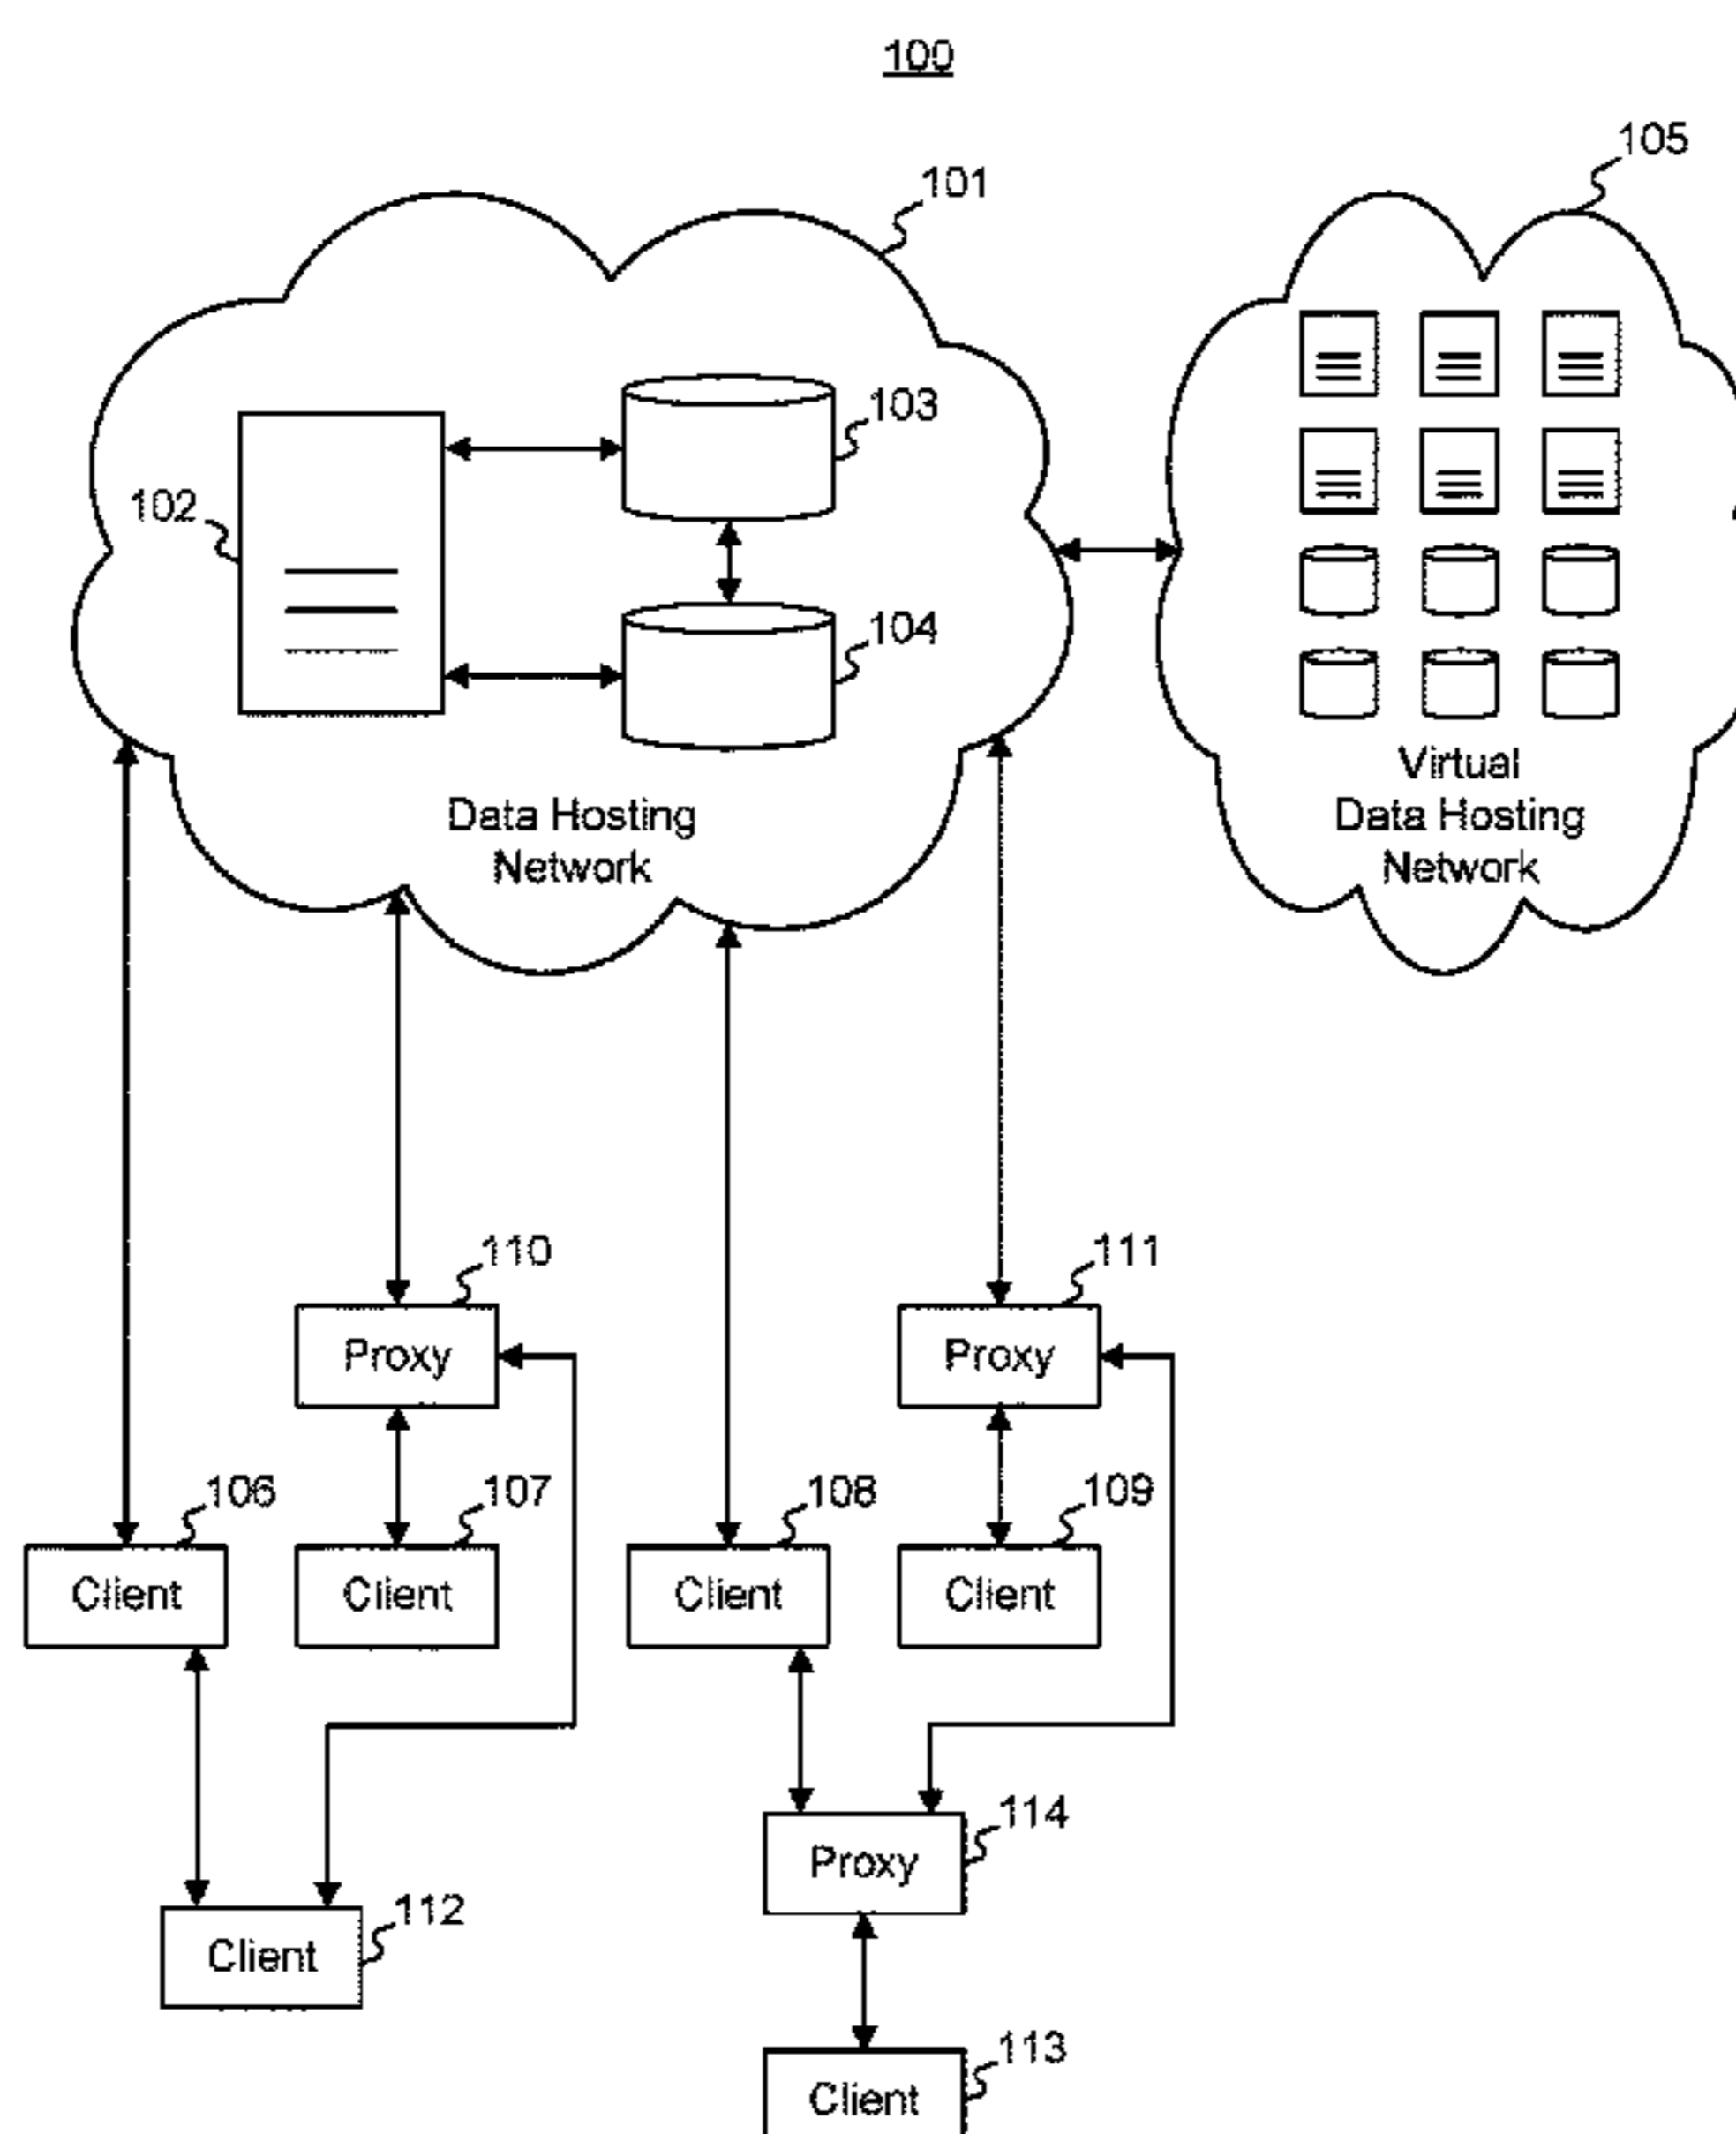 100
105
101
103
102
104
Virtual
Data Hosting
Network
Data Hosting
Network
110
111
Proxy
Proxy
106
107
108
109
Client
Client
Client
Client
114
Proxy
112
Client
113
Client